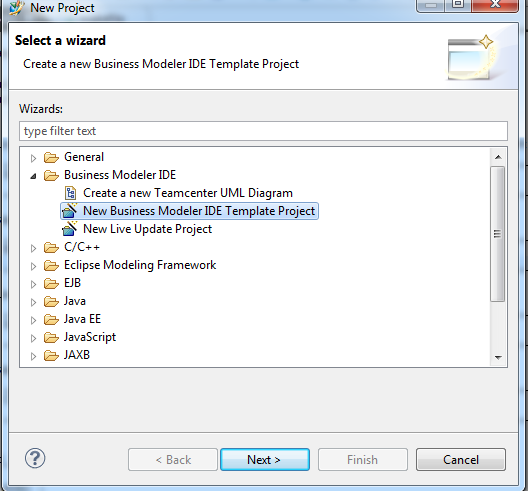 New Project
Select a wizard
Create a new Business Modeler IDE Template Project
Wizards:
type filter text
General
Business Modeler IDE
Create a new Teamcenter UML Diagram
New Business Modeler IDE Template Project
New Live Update Project
C/C++
Eclipse Modeling Framework
EJB
Java
Java EE
JavaScript
JAXB
? < Back Next > Finish Cancel